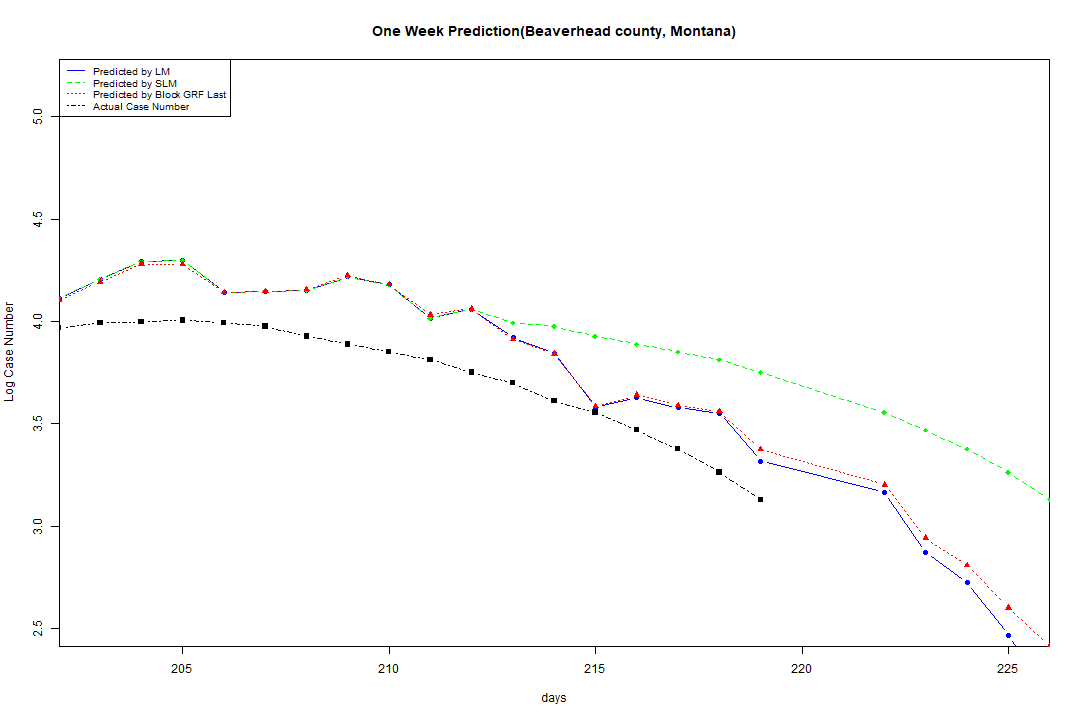 One Week Prediction(Beaverhead county, Montana)
Predicted by LM
Predicted by SLM
Predicted by Block GRF Last
Actual Case Number
5.0
4.5
4.0
3.5
3.0
2.5
Log Case Number
205 210 215 220 225
days